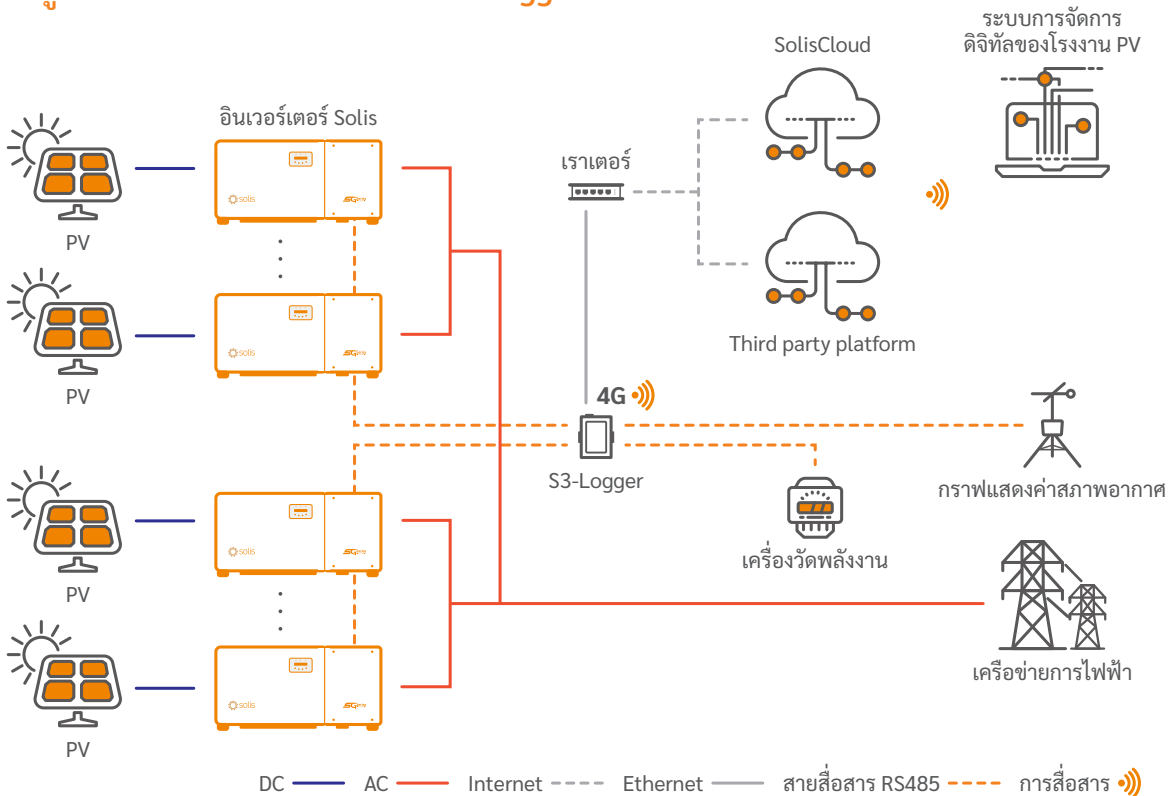 ระบบการจัดการ
ดิจิทัลของโรงงาน PV
SolisCloud
อินเวอร์เตอร์ Solis
เราเตอร์
solis
PV
solis
PV
Third party platform
4G
S3-Logger
กราฟแสดงค่าสภาพอากาศ
เครื่องวัดพลังงาน
solis
PV
solis
PV
เครือข่ายการไฟฟ้า
DC
AC
Internet
Ethernet
สายสื่อสาร RS485
การสื่อสาร